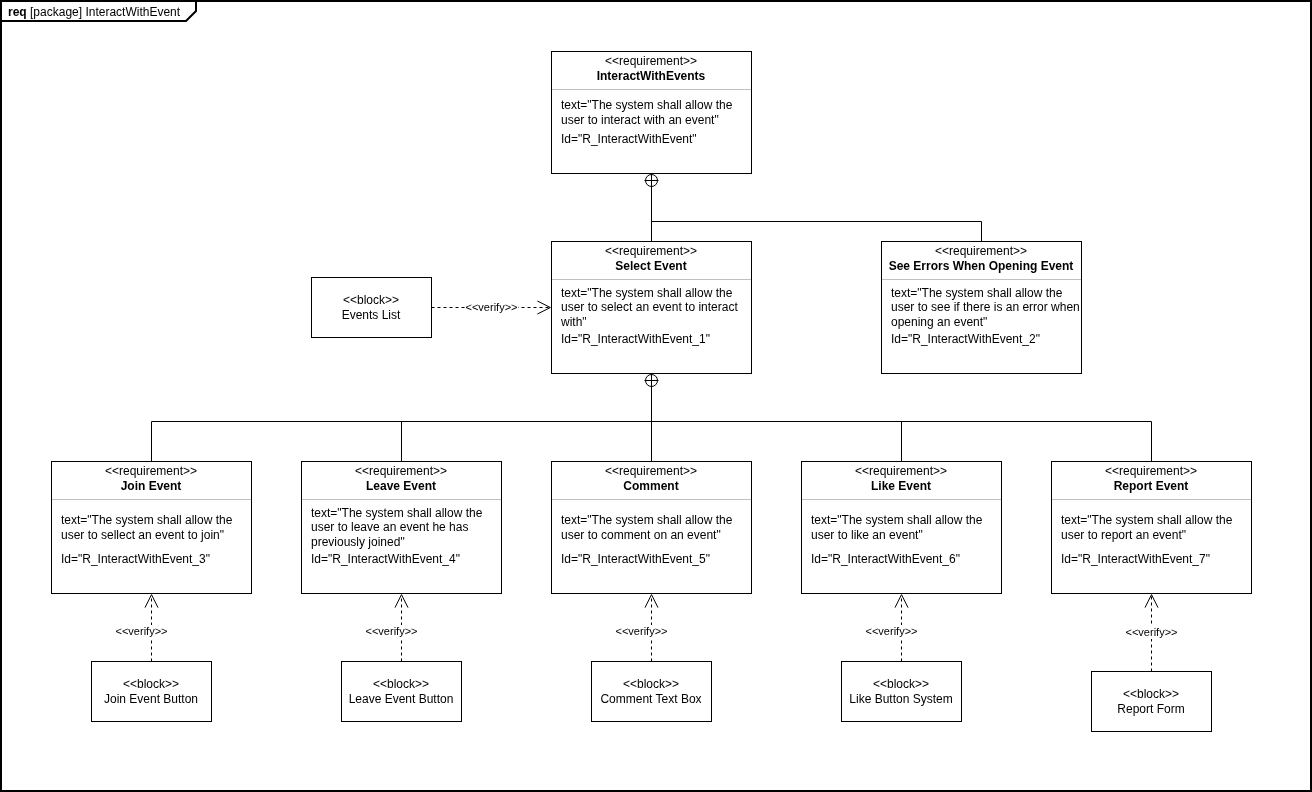 req [package] InteractWithEvent
<<requirement>>
InteractWithEvents
text="The system shall allow the
user to interact with an event"
Id="R_InteractWithEvent"
<<requirement>>
Select Event
text="The system shall allow the
user to select an event to interact
with"
Id="R_InteractWithEvent_1"
<<requirement>>
See Errors When Opening Event
text="The system shall allow the
user to see if there is an error when
opening an event"
Id="R_InteractWithEvent_2"
<<block>>
Events List
<<verify>>
<<requirement>>
Join Event
text="The system shall allow the
user to sellect an event to join"
Id="R_InteractWithEvent_3"
<<requirement>>
Leave Event
text="The system shall allow the
user to leave an event he has
previously joined"
Id="R_InteractWithEvent_4"
<<requirement>>
Comment
text="The system shall allow the
user to comment on an event"
Id="R_InteractWithEvent_5"
<<requirement>>
Like Event
text="The system shall allow the
user to like an event"
Id="R_InteractWithEvent_6"
<<requirement>>
Report Event
text="The system shall allow the
user to report an event"
Id="R_InteractWithEvent_7"
<<verify>>
<<verify>>
<<verify>>
<<verify>>
<<verify>>
<<block>>
Join Event Button
<<block>>
Leave Event Button
<<block>>
Comment Text Box
<<block>>
Like Button System
<<block>>
Report Form